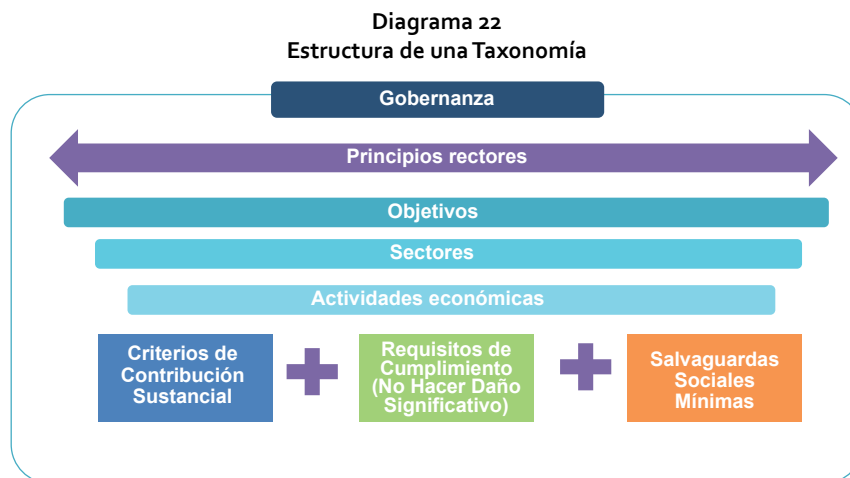 Diagrama 22
Estructura de una Taxonomía
Gobernanza
Principios rectores
Objetivos
Sectores
Actividades económicas
Criterios de
Contribución
Sustancial
Requisitos de
Cumplimiento
(No Hacer Daño
Significativo)
Salvaguardas
Sociales
Mínimas